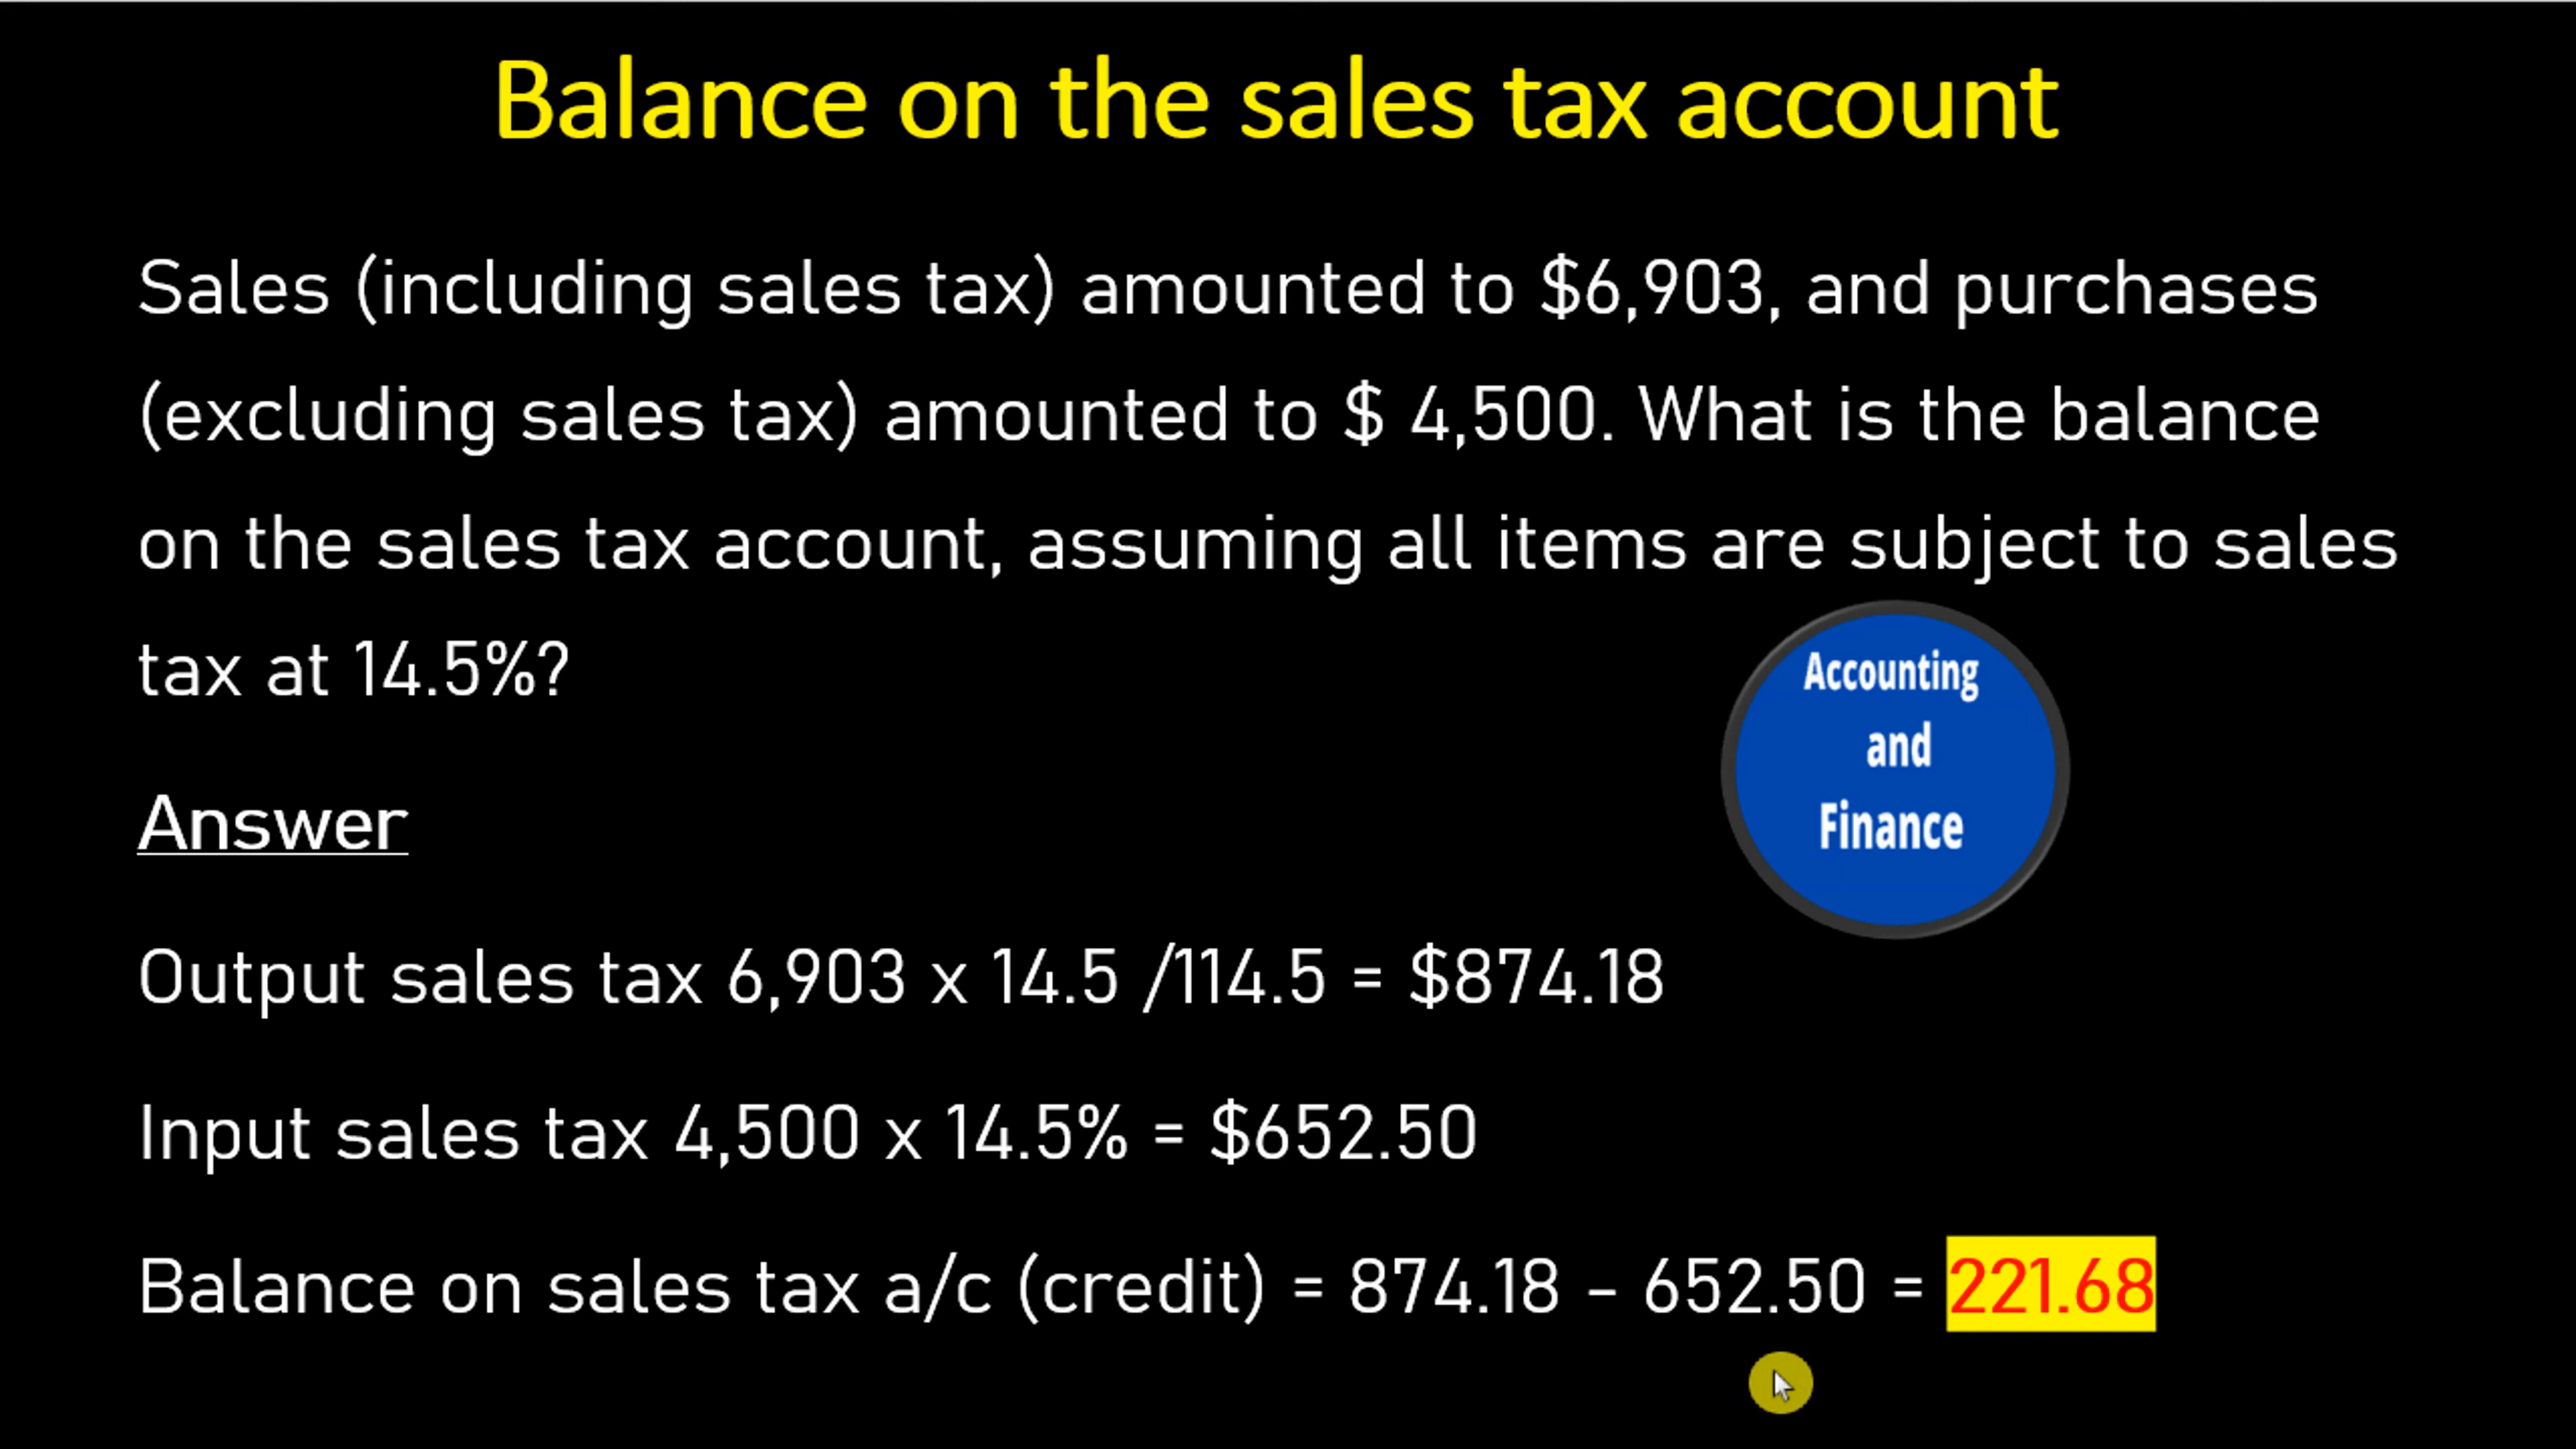 Balance on the sales tax account
Sales (including sales tax) amounted to $6,903, and purchases
(excluding sales tax) amounted to $ 4,500. What is the balance
on the sales tax account, assuming all items are subject to sales
tax at 14.5%?
Accounting
and
Finance
Answer
Output sales tax 6,903 x 14.5 /114.5 = $874.18
Input sales tax 4,500 x 14.5% = $652.50
Balance on sales tax a/c (credit) = 874.18 - 652.50 = 221.68